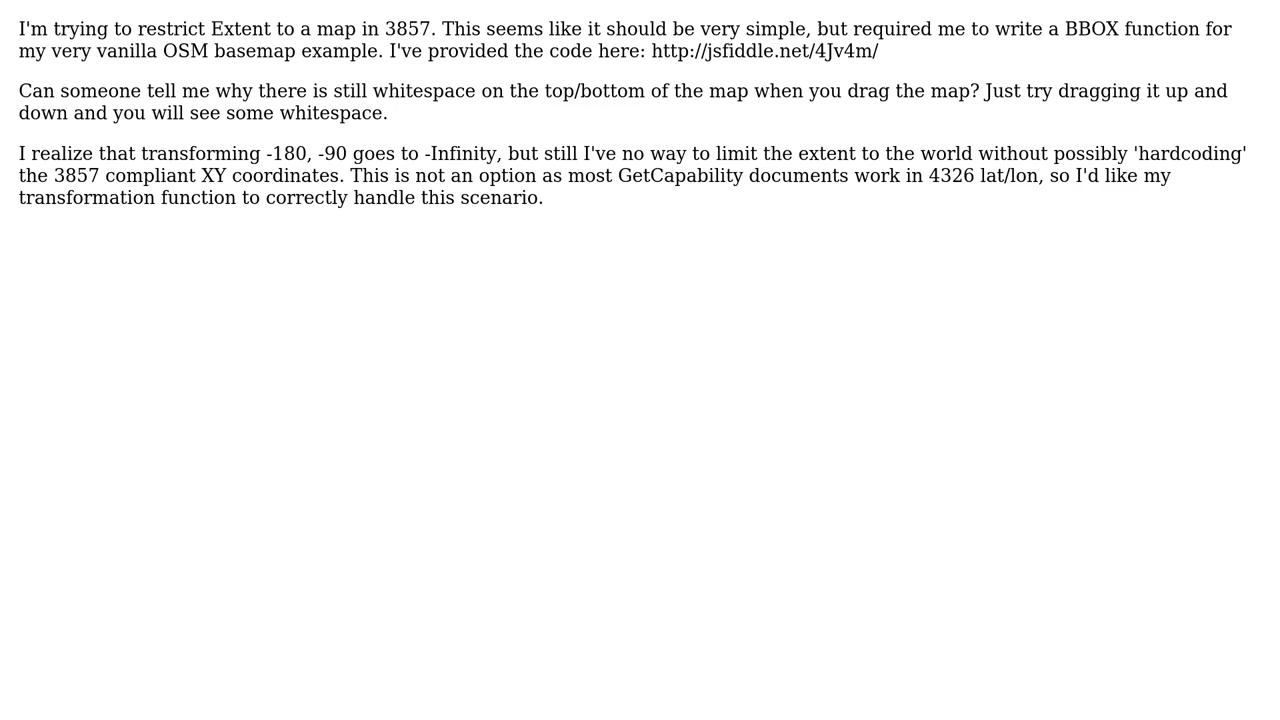 I'm trying to restrict Extent to a map in 3857. This seems like it should be very simple, but required me to write a BBOX function for
my very vanilla OSM basemap example. I've provided the code here: http://jsfiddle.net/4Jv4m/
Can someone tell me why there is still whitespace on the top/bottom of the map when you drag the map? Just try dragging it up and
down and you will see some whitespace.
I realize that transforming -180, -90 goes to -Infinity, but still I've no way to limit the extent to the world without possibly 'hardcoding'
the 3857 compliant XY coordinates. This is not an option as most GetCapability documents work in 4326 lat/lon, so I'd like my
transformation function to correctly handle this scenario.